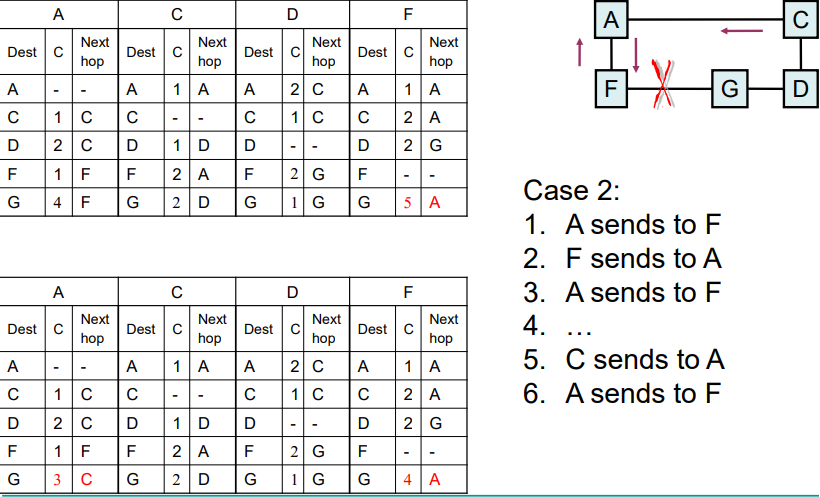 A C D F
Dest C Next hop Dest C Next hop Dest C Next hop Dest C Next hop
A - - A 1 A A 2 C A 1 A
C 1 C C - - C 1 C C 2 A
D 2 C D 1 D D - - D 2 G
F 1 F F 2 A F 2 G F - -
G 4 F G 2 D G 1 G G 5 A
A C D F
Dest C Next hop Dest C Next hop Dest C Next hop Dest C Next hop
A - - A 1 A A 2 C A 1 A
C 1 C C - - C 1 C C 2 A
D 2 C D 1 D D - - D 2 G
F 1 F F 2 A F 2 G F - -
G 3 C G 2 D G 1 G G 4 A
A C
F G D
Case 2:
1. A sends to F
2. F sends to A
3. A sends to F
4. …
5. C sends to A
6. A sends to F